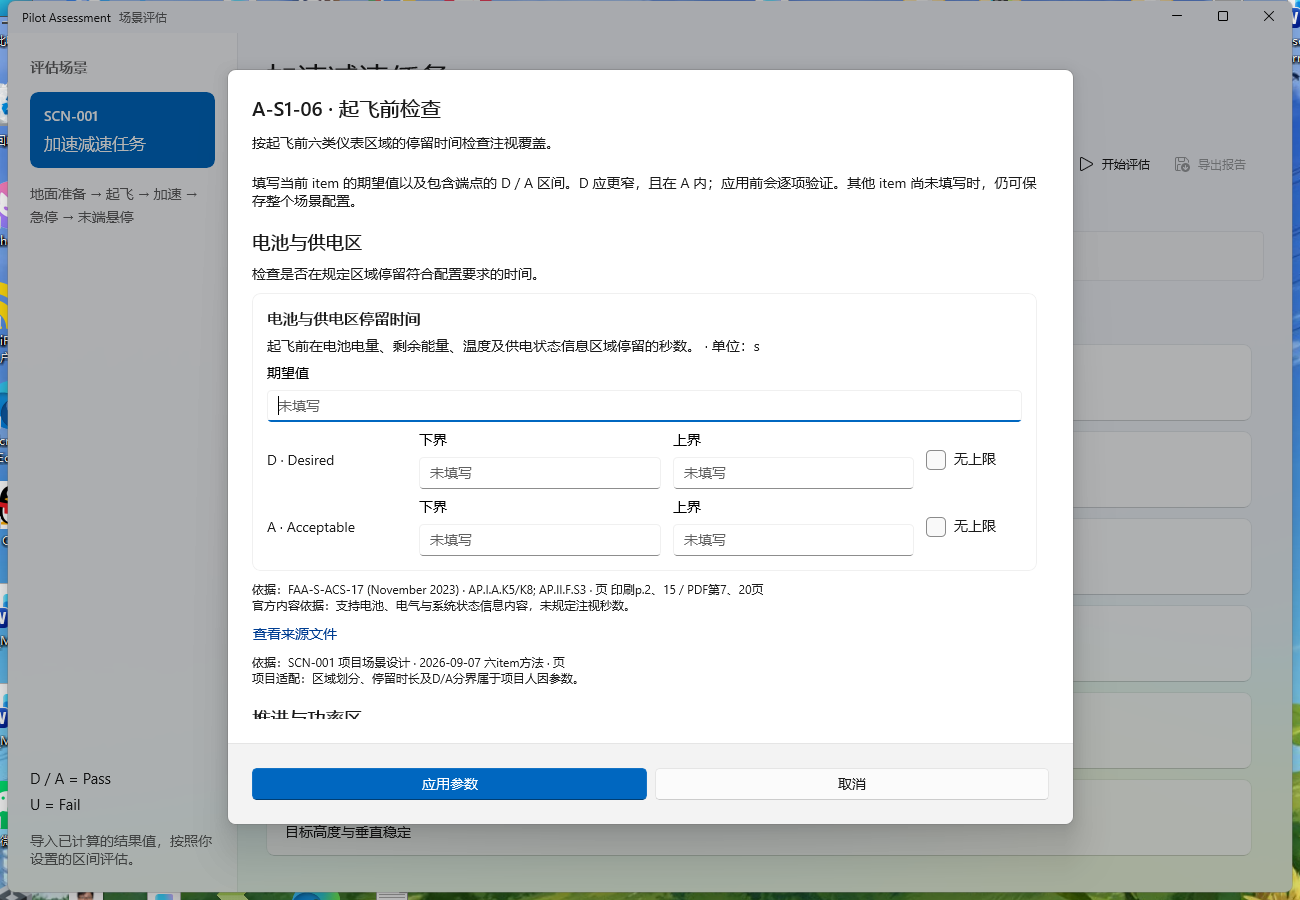 Pilot Assessment 场景评估
评估场景
SCN-001
加速减速任务
地面准备 → 起飞 → 加速 →
急停 → 末端悬停
D / A = Pass
U = Fail
导入已计算的结果值，按照你
设置的区间评估。
加速减速任务
开始评估
导出报告
A-S1-06 · 起飞前检查
按起飞前六类仪表区域的停留时间检查注视覆盖。
填写当前 item 的期望值以及包含端点的 D / A 区间。D 应更窄，且在 A 内；应用前会逐项验证。其他 item 尚未填写时，仍可保
存整个场景配置。
电池与供电区
检查是否在规定区域停留符合配置要求的时间。
电池与供电区停留时间
起飞前在电池电量、剩余能量、温度及供电状态信息区域停留的秒数。 · 单位：s
期望值
未填写
下界
上界
D · Desired
未填写
未填写
无上限
下界
上界
A · Acceptable
未填写
未填写
无上限
依据：FAA-S-ACS-17 (November 2023) · AP.I.A.K5/K8; AP.II.F.S3 · 页 印刷p.2、15 / PDF第7、20页
官方内容依据：支持电池、电气与系统状态信息内容，未规定注视秒数。
查看来源文件
依据：SCN-001 项目场景设计 · 2026-09-07 六item方法 · 页
项目适配：区域划分、停留时长及D/A分界属于项目人因参数。
推进与功率区
应用参数
取消
目标高度与垂直稳定